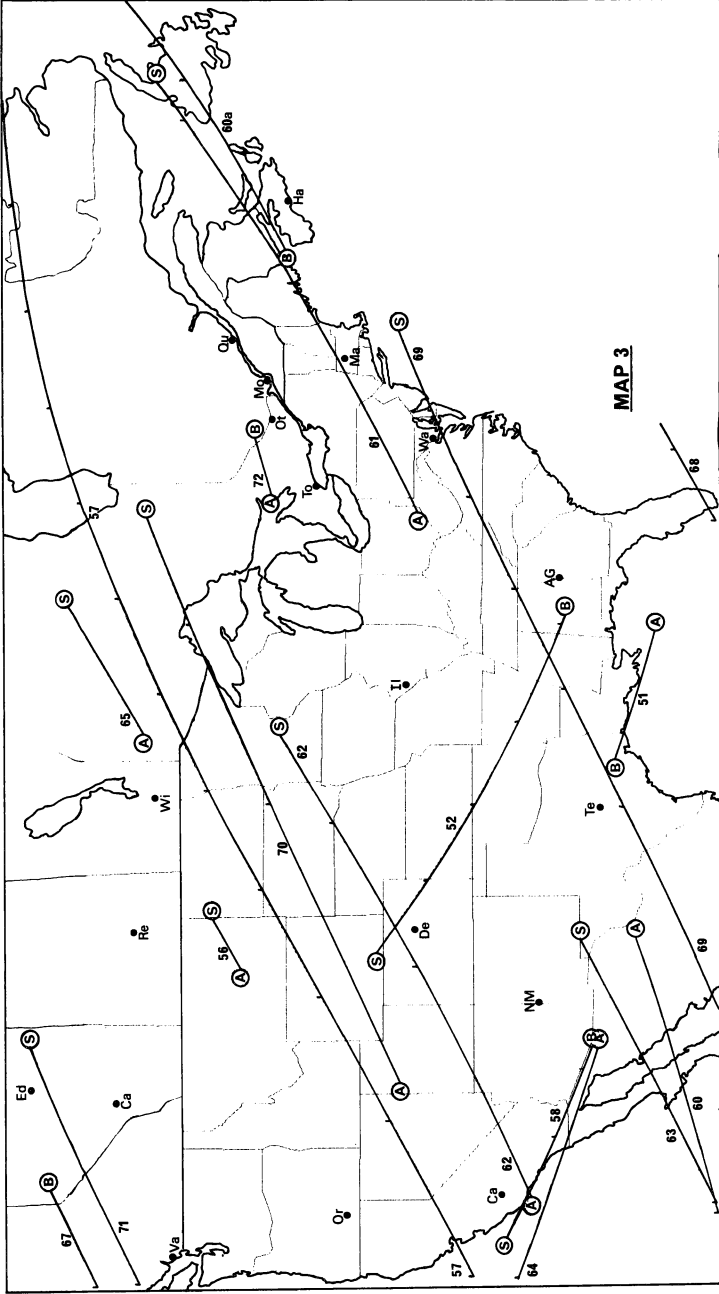 MAP 3
S
60a
Ha
B
Qu
Mo
Ot
B
72
A
To
Ma
S
69
Wa
61
A
68
57
S
S
65
A
Wi
S
62
Il
AG
B
A
51
B
Te
52
70
S
Re
56
A
S
De
S
A
69
NM
B
A
A
S
Ed
Ca
B
67
71
Va
Or
62
Ca
A
58
63
60
S
64
57